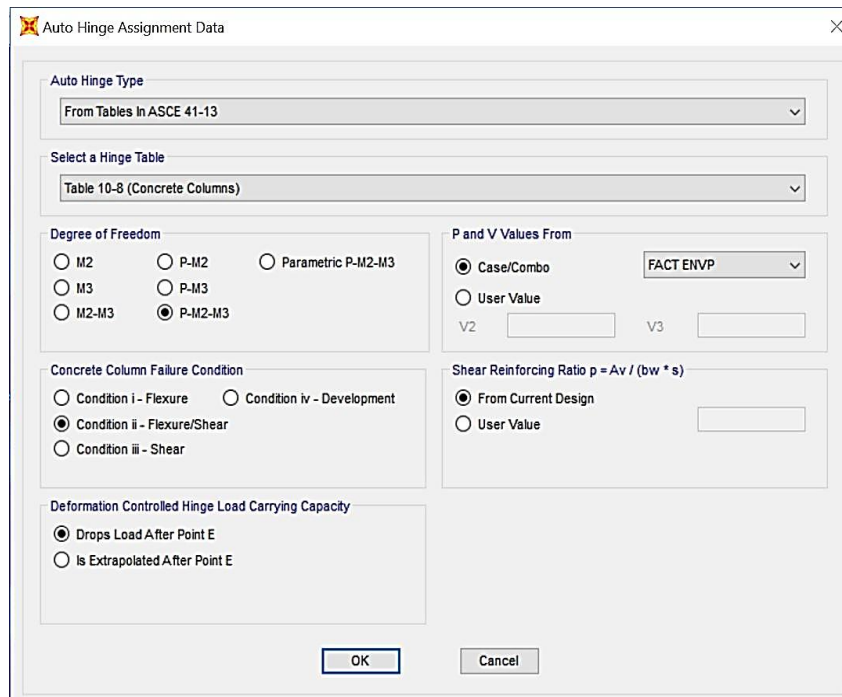 Auto Hinge Assignment Data
Auto Hinge Type
From Tables In ASCE 41-13
Select a Hinge Table
Table 10-8 (Concrete Columns)
Degree of Freedom
M2 P-M2 Parametric P-M2-M3
M3 P-M3
M2-M3 P-M2-M3
P and V Values From
Case/Combo FACT ENVP
User Value
V2 V3
Concrete Column Failure Condition
Condition i - Flexure Condition iv - Development
Condition ii - Flexure/Shear
Condition iii - Shear
Shear Reinforcing Ratio p = Av / (bw * s)
From Current Design
User Value
Deformation Controlled Hinge Load Carrying Capacity
Drops Load After Point E
Is Extrapolated After Point E
OK Cancel